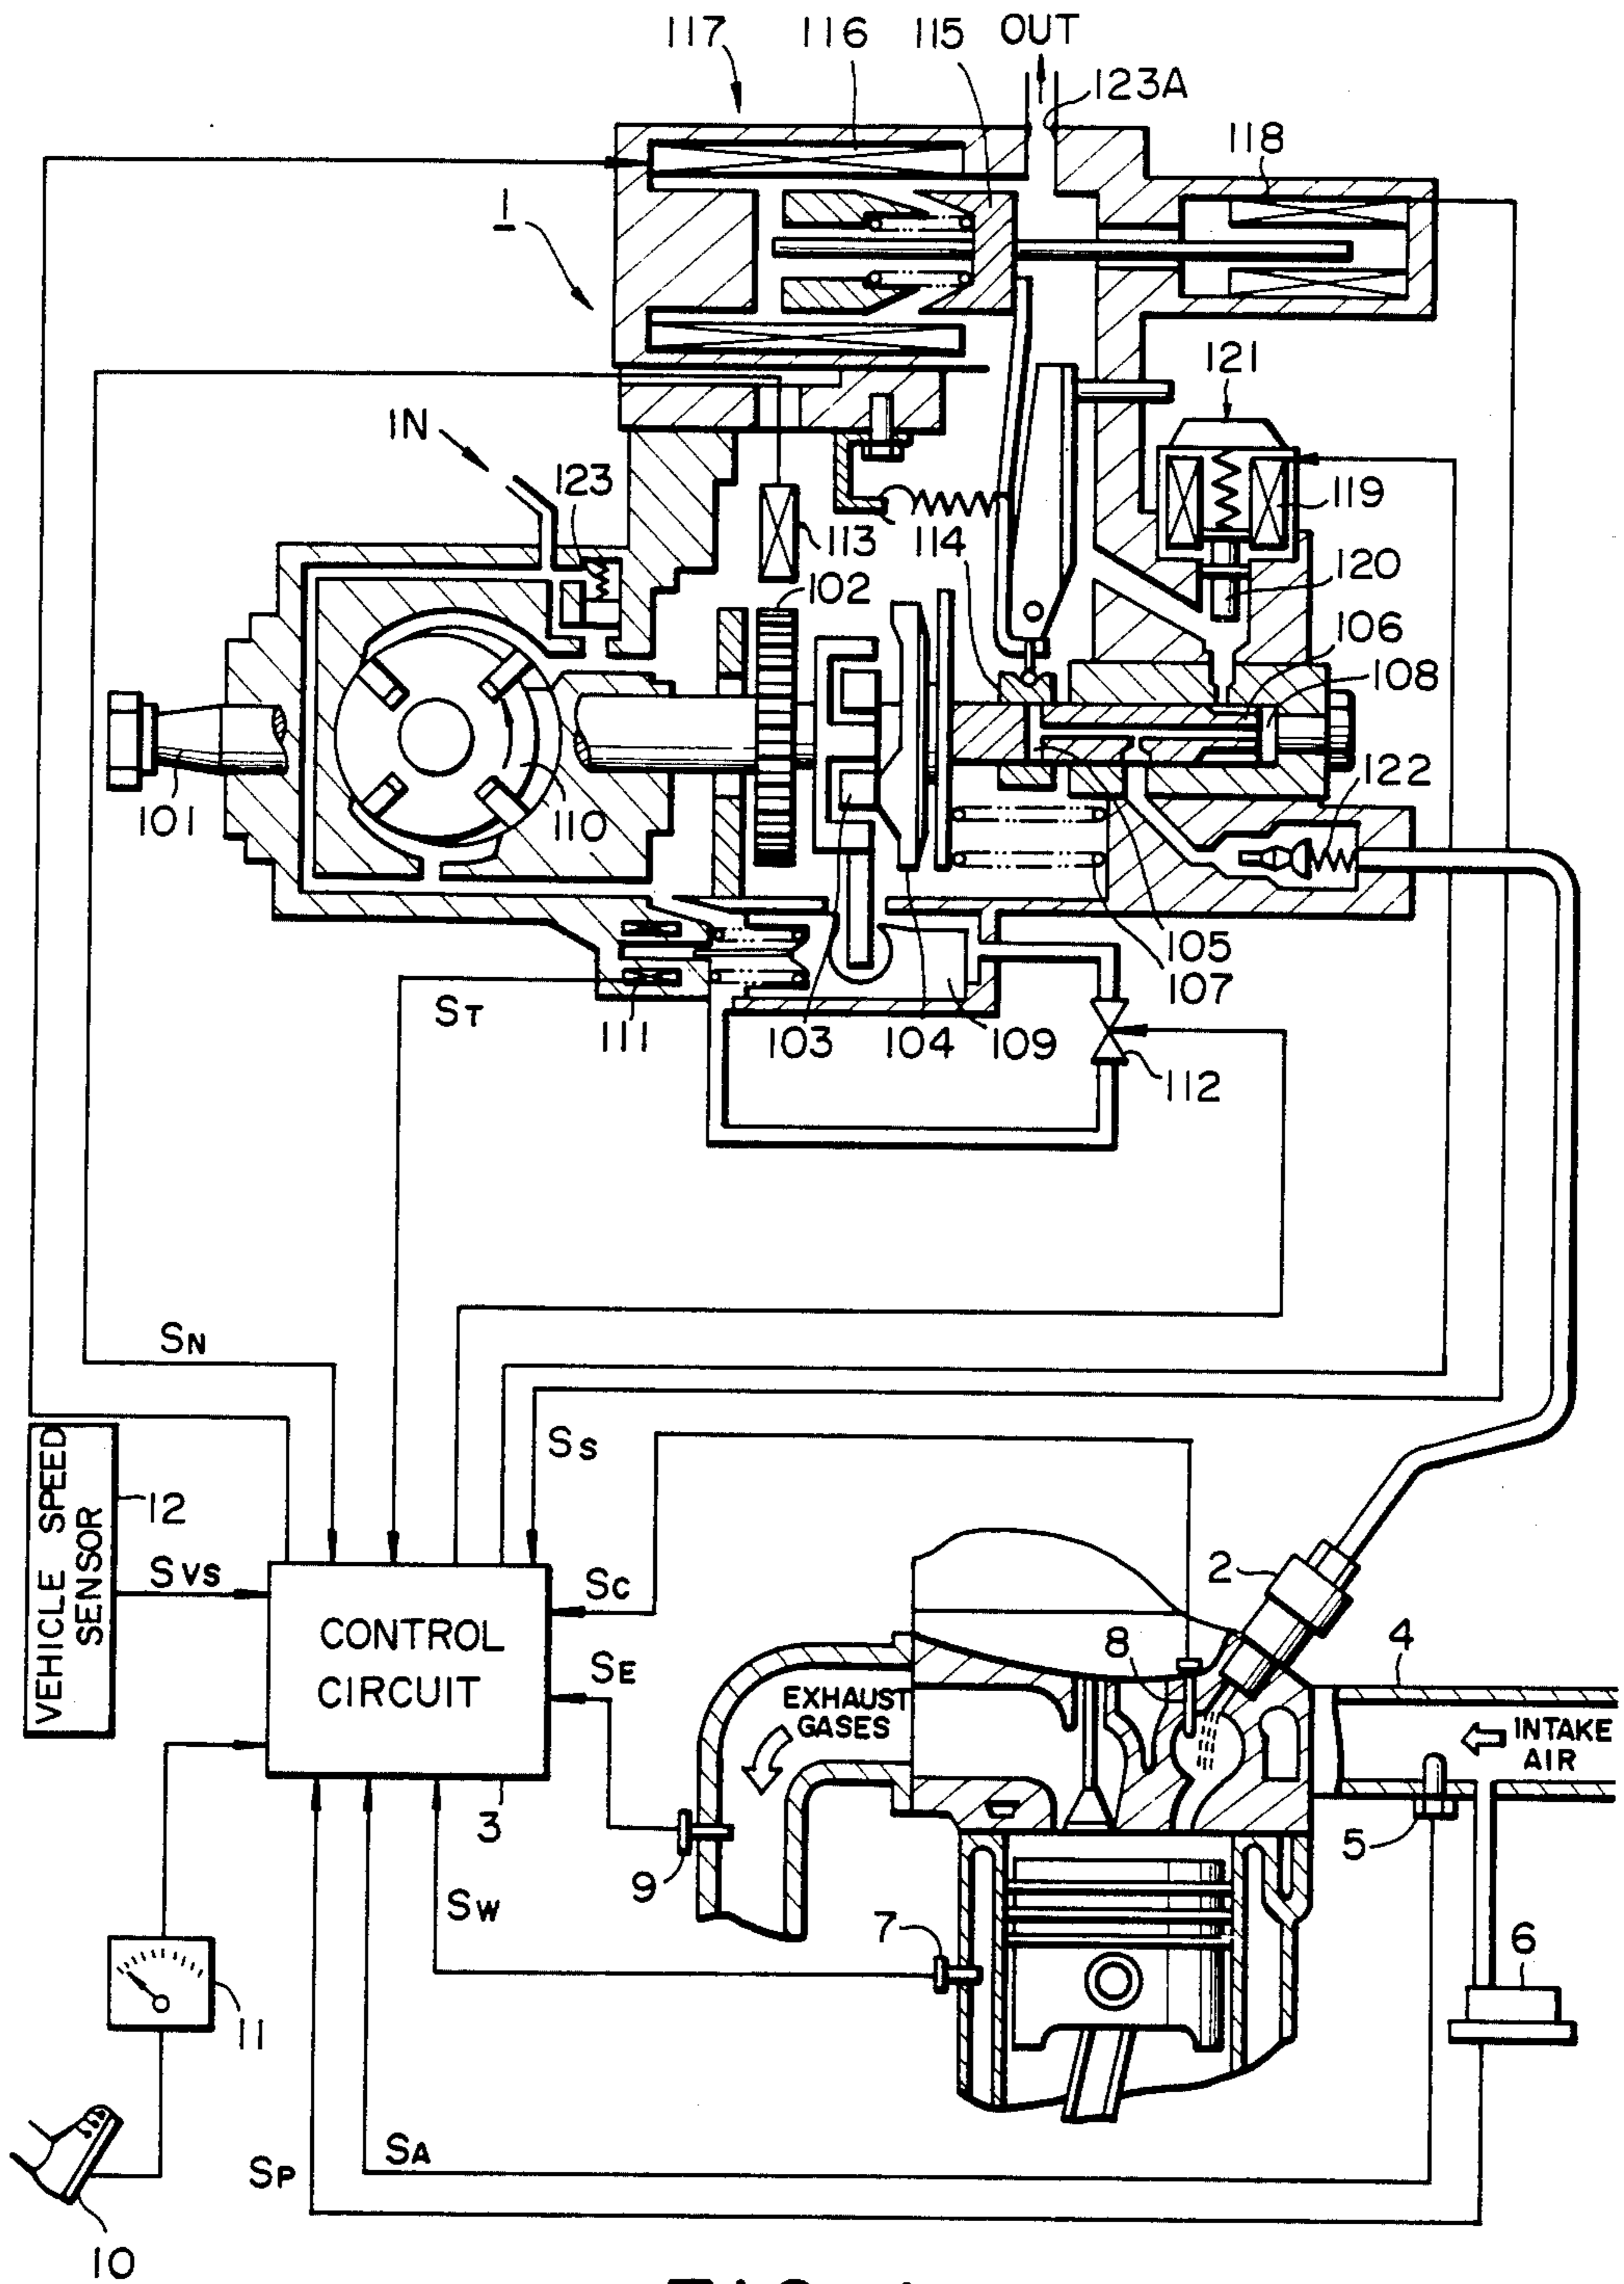 117
116
115
OUT
123A
118
1
121
IN
123
119
113
114
102
120
106
108
101
110
122
105
107
ST
111
103
104
109
112
SN
SS
VEHICLE SPEED
SENSOR
12
SVS
SC
2
CONTROL
CIRCUIT
SE
8
4
EXHAUST
GASES
INTAKE
AIR
3
9
5
SW
7
6
11
SA
SP
10